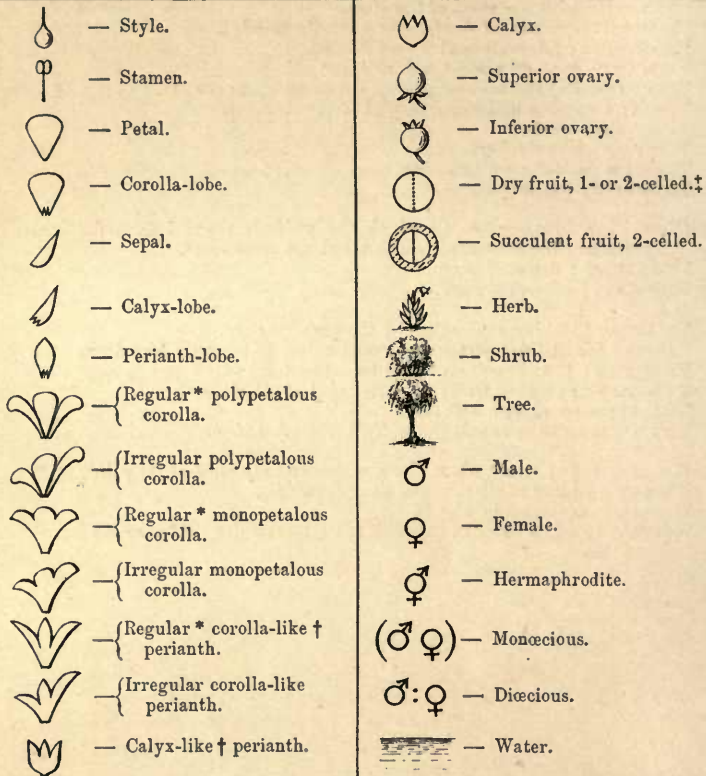 — Style.
— Stamen.
— Petal.
— Corolla-lobe.
— Sepal.
— Calyx-lobe.
— Perianth-lobe.
—{Regular * polypetalous
corolla.
—{Irregular polypetalous
corolla.
—{Regular * monopetalous
corolla.
—{Irregular monopetalous
corolla.
—{Regular * corolla-like †
perianth.
—{Irregular corolla-like
perianth.
— Calyx-like † perianth.
— Calyx.
— Superior ovary.
— Inferior ovary.
— Dry fruit, 1- or 2-celled.‡
— Succulent fruit, 2-celled.
— Herb.
— Shrub.
— Tree.
♂ — Male.
♀ — Female.
⚥ — Hermaphrodite.
(♂ ♀) — Monœcious.
♂:♀ — Diœcious.
— Water.